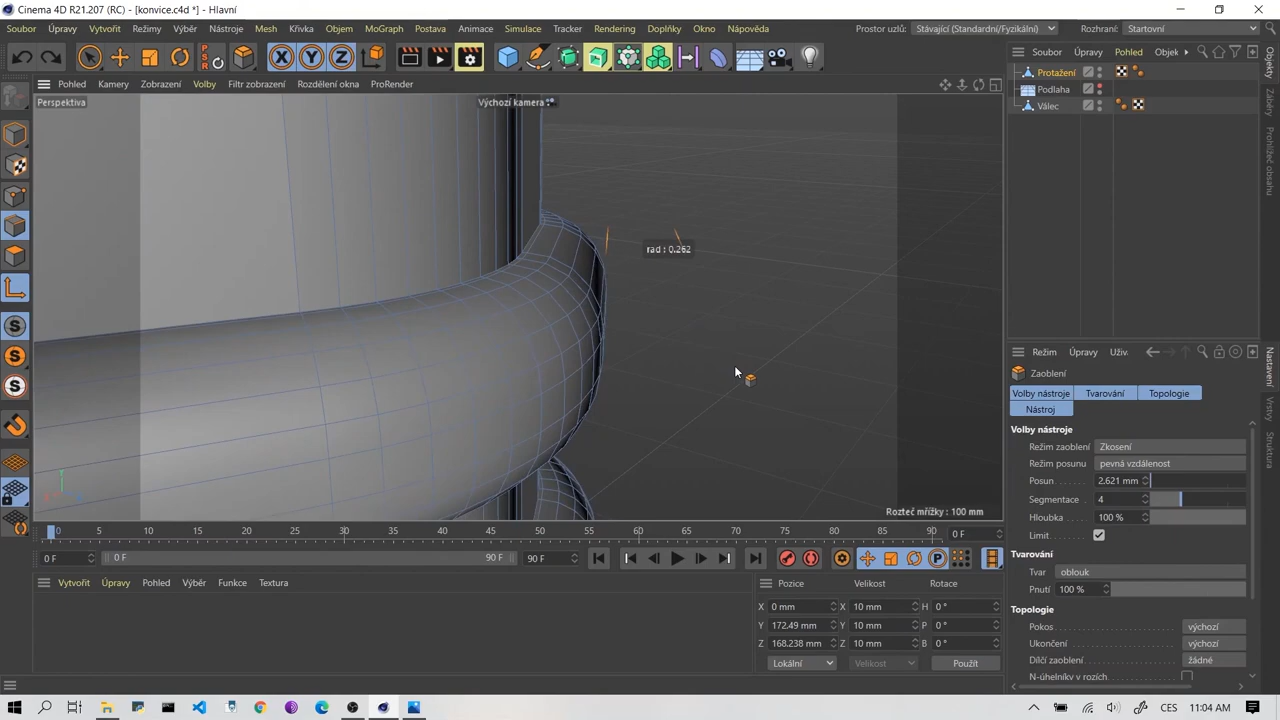 Cinema 4D R21.207 (RC) - [konvice.c4d *] - Hlavní
Soubor Úpravy Vytvořit Režimy Výběr Nástroje Mesh Křivka Objem MoGraph Postava Animace Simulace Tracker Rendering Doplňky Okno Nápověda Prostor uzlů: Stávající (Standardní/Fyzikální) Rozhraní: Startovní
Pohled Kamery Zobrazení Volby Filtr zobrazení Rozdělení okna ProRender
Soubor Úpravy Pohled Objek
PSR
X Y Z
Perspektiva
Výchozí kamera
rad : 0.262
Rozteč mřížky : 100 mm
Protažení
Podlaha
Válec
Objekty
Záběry
Prohlížeč obsahu
Režim Úpravy Uživ.
Zaoblení
Volby nástroje Tvarování Topologie
Nástroj
Volby nástroje
Režim zaoblení Zkosení
Režim posunu pevná vzdálenost
Posun 2.621 mm
Segmentace 4
Hloubka 100 %
Limit
Tvarování
Tvar oblouk
Pnutí 100 %
Topologie
Pokos výchozí
Ukončení výchozí
Dílčí zaoblení žádné
N-úhelníky v rozích
Nastavení
Vrstvy
Struktura
0 5 10 15 20 25 30 35 40 45 50 55 60 65 70 75 80 85 90 0 F
0 F 0 F 90 F 90 F
Vytvořit Úpravy Pohled Výběr Funkce Textura
Pozice Velikost Rotace
X 0 mm X 10 mm H 0 °
Y 172.49 mm Y 10 mm P 0 °
Z 168.238 mm Z 10 mm B 0 °
Lokální Velikost Použít
CES 11:04 AM